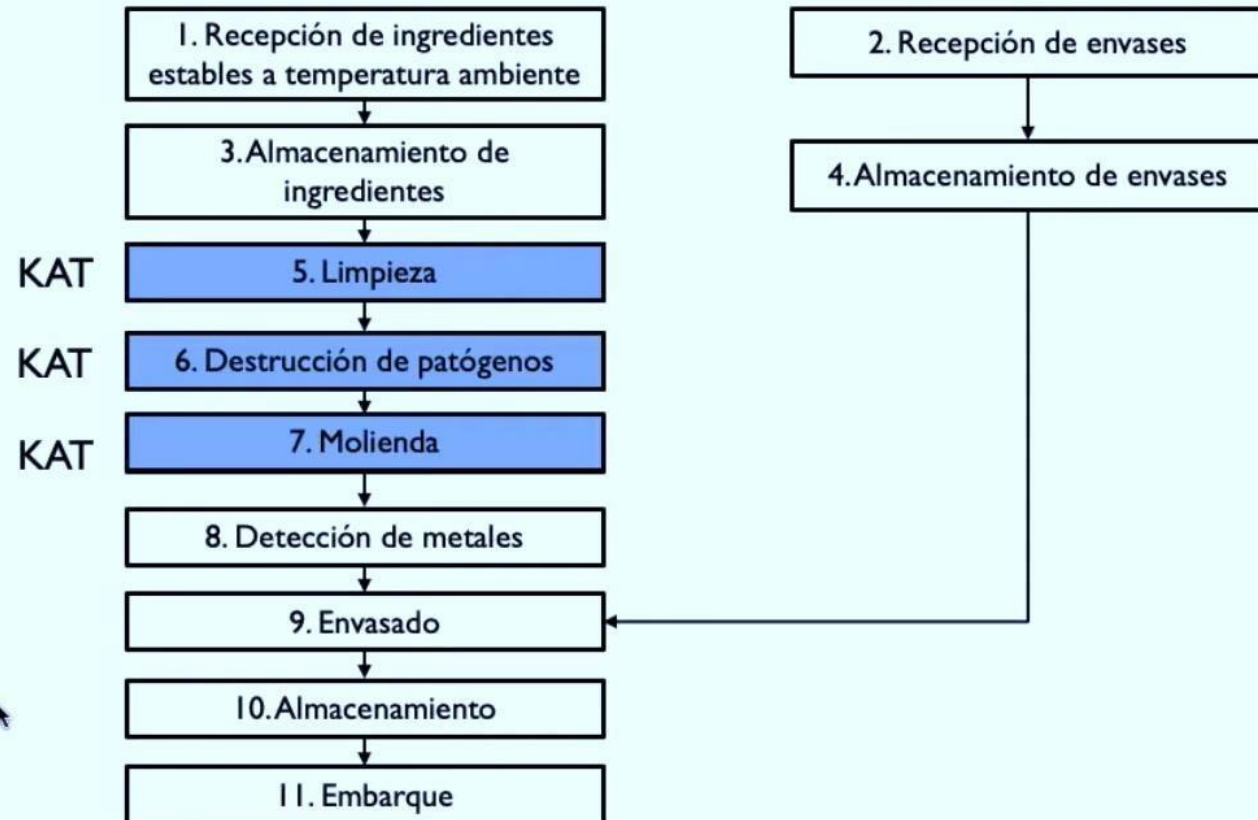 1. Recepción de ingredientes
estables a temperatura ambiente
2. Recepción de envases
3. Almacenamiento de
ingredientes
4. Almacenamiento de envases
KAT
5. Limpieza
KAT
6. Destrucción de patógenos
KAT
7. Molienda
8. Detección de metales
9. Envasado
10. Almacenamiento
11. Embarque